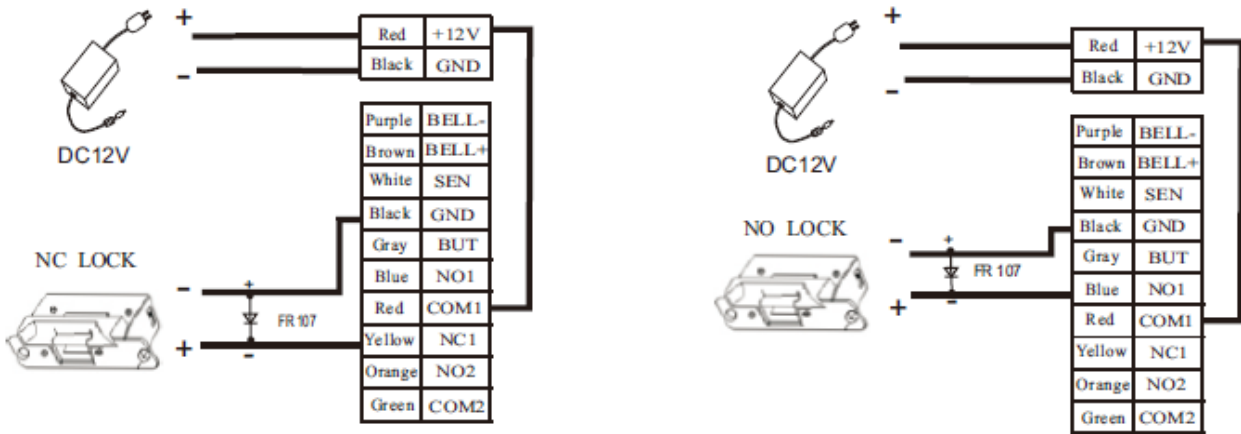 +
Red +12V
-
Black GND
DC12V
Purple BELL-
Brown BELL+
White SEN
Black GND
Gray BUT
Blue NO1
Red COM1
Yellow NC1
Orange NO2
Green COM2
NC LOCK
-
+
FR107
+
-
+
Red +12V
-
Black GND
DC12V
Purple BELL-
Brown BELL+
White SEN
Black GND
Gray BUT
Blue NO1
Red COM1
Yellow NC1
Orange NO2
Green COM2
NO LOCK
-
+
FR 107
+
-